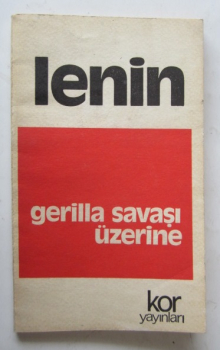 lenin
gerilla savaşı
üzerine
kor
yayınları